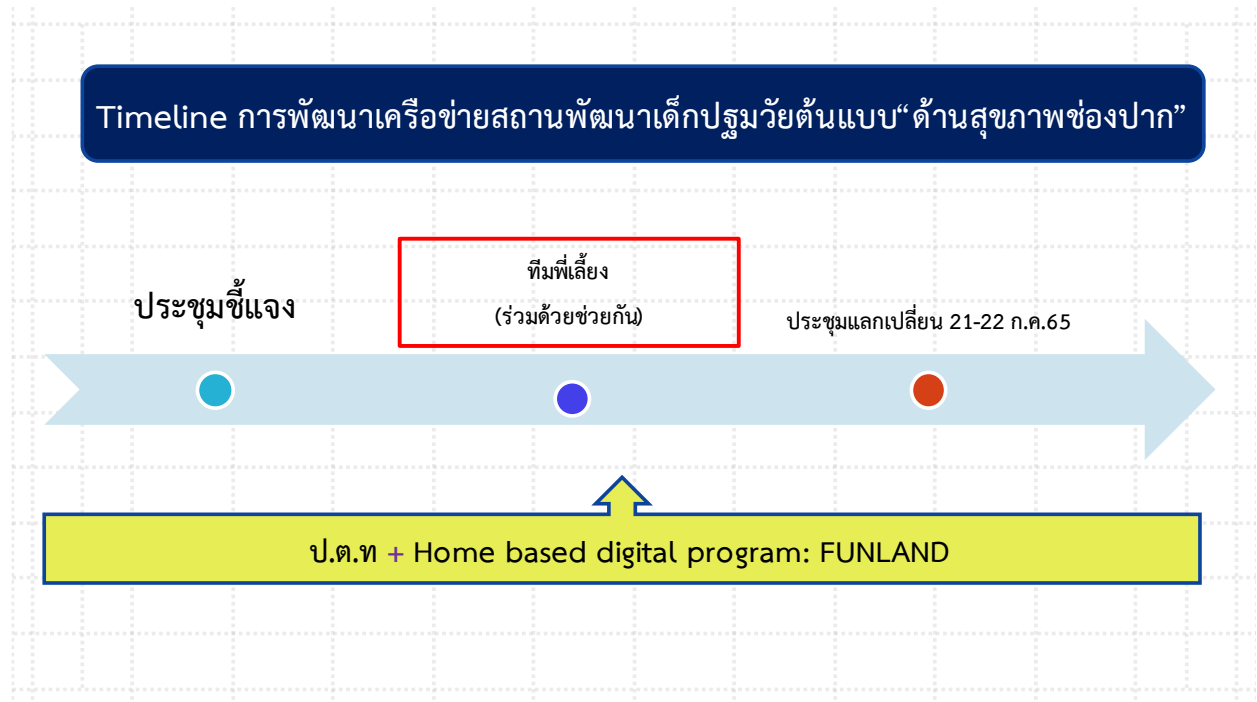 Timeline การพัฒนาเครือข่ายสถานพัฒนาเด็กปฐมวัยต้นแบบ“ด้านสุขภาพช่องปาก”
ประชุมชี้แจง
ทีมพี่เลี้ยง
(ร่วมด้วยช่วยกัน)
ประชุมแลกเปลี่ยน 21-22 ก.ค.65
ป.ต.ท + Home based digital program: FUNLAND